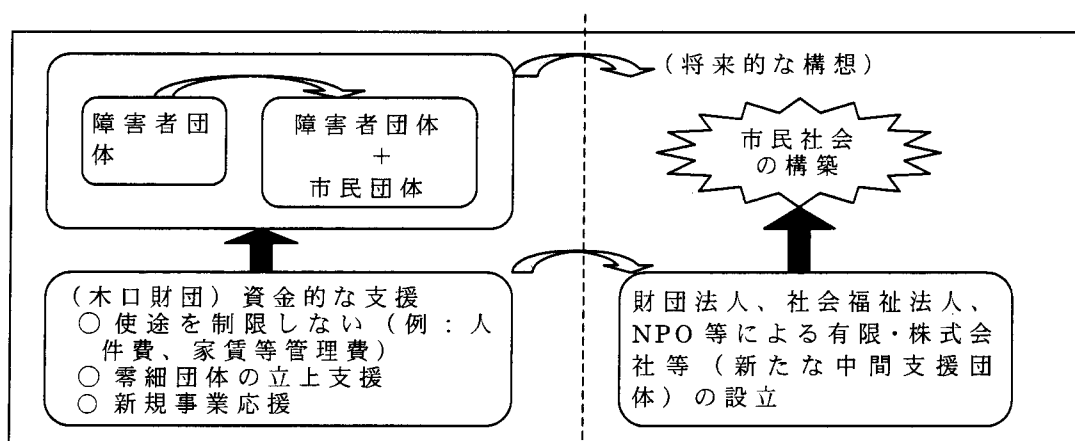 障害者団
体
障害者団体
+
市民団体
(将来的な構想)
市民社会
の構築
(木口財団)資金的な支援
○ 使途を制限しない(例:人
件費、家賃等管理費)
○ 零細団体の立上支援
○ 新規事業応援
財団法人、社会福祉法人、
NPO 等による有限・株式会
社等(新たな中間支援団
体)の設立